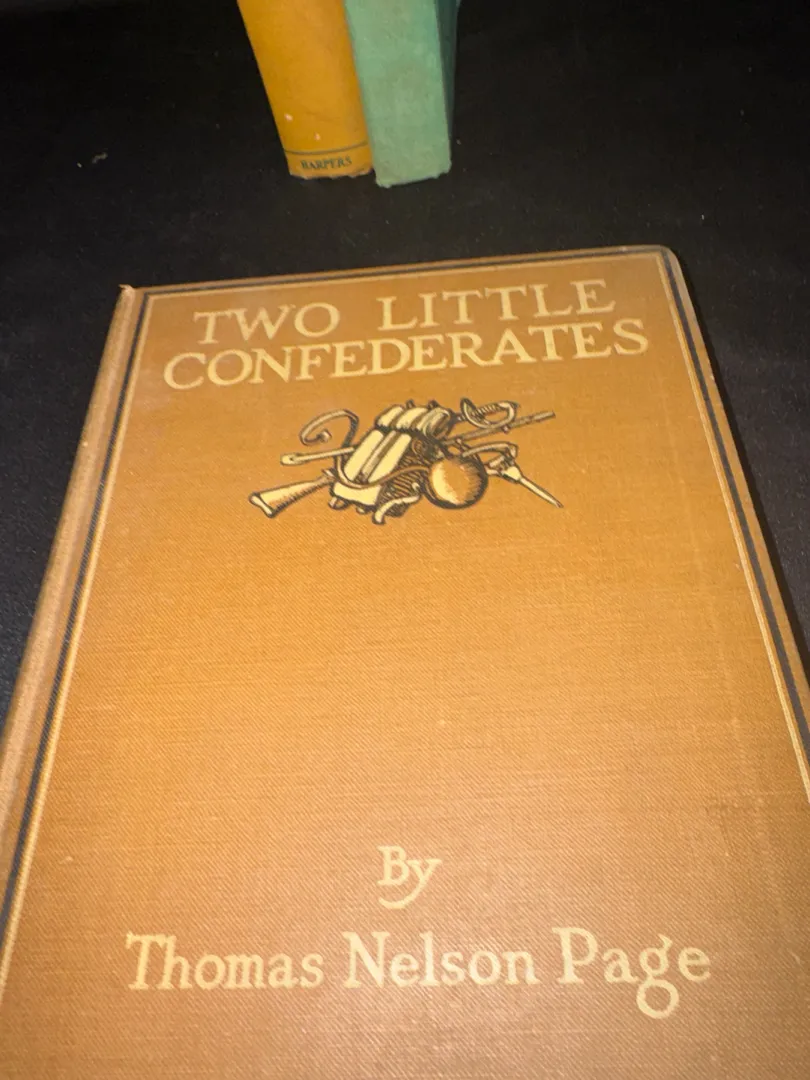 HARPERS
TWO LITTLE
CONFEDERATES
By
Thomas Nelson Page